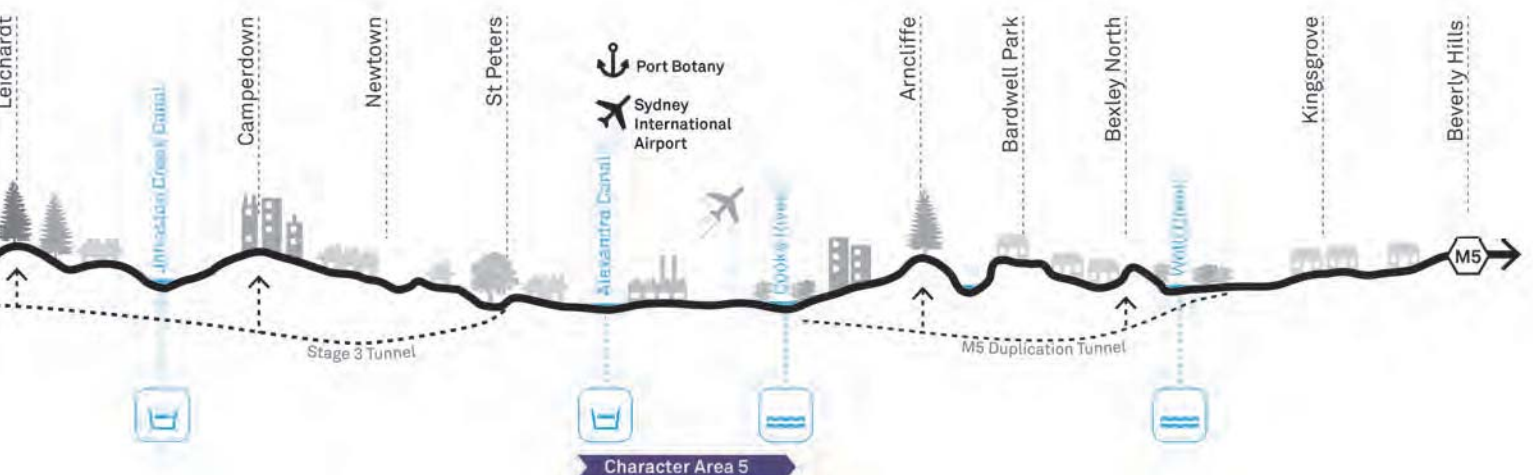 Leichardt
Johnston Creek Canal
Camperdown
Newtown
St Peters
Port Botany
Sydney
International
Airport
Alexandra Canal
Cooks River
Arncliffe
Bardwell Park
Bexley North
Wolli Creek
Kingsgrove
Beverly Hills
M5
Stage 3 Tunnel
M5 Duplication Tunnel
Character Area 5